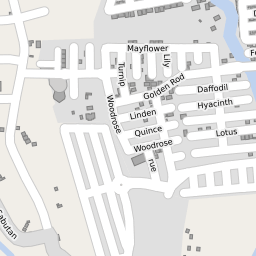 Mayflower
Lily
Turnip
Golden Rod
Daffodil
Woodrose
Hyacinth
Linden
Quince
Lotus
Woodrose
rue